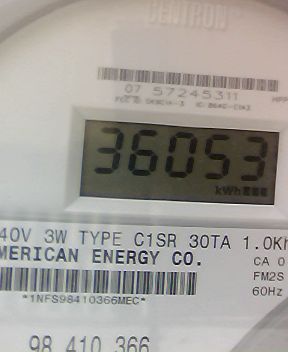 CENTRON®
07 57245311
36053
kWh
40V 3W TYPE C1SR 30TA 1.0Kh
MERICAN ENERGY CO.
CA 0
FM2S
60Hz
*1NFS98410366MEC*
98 410 366